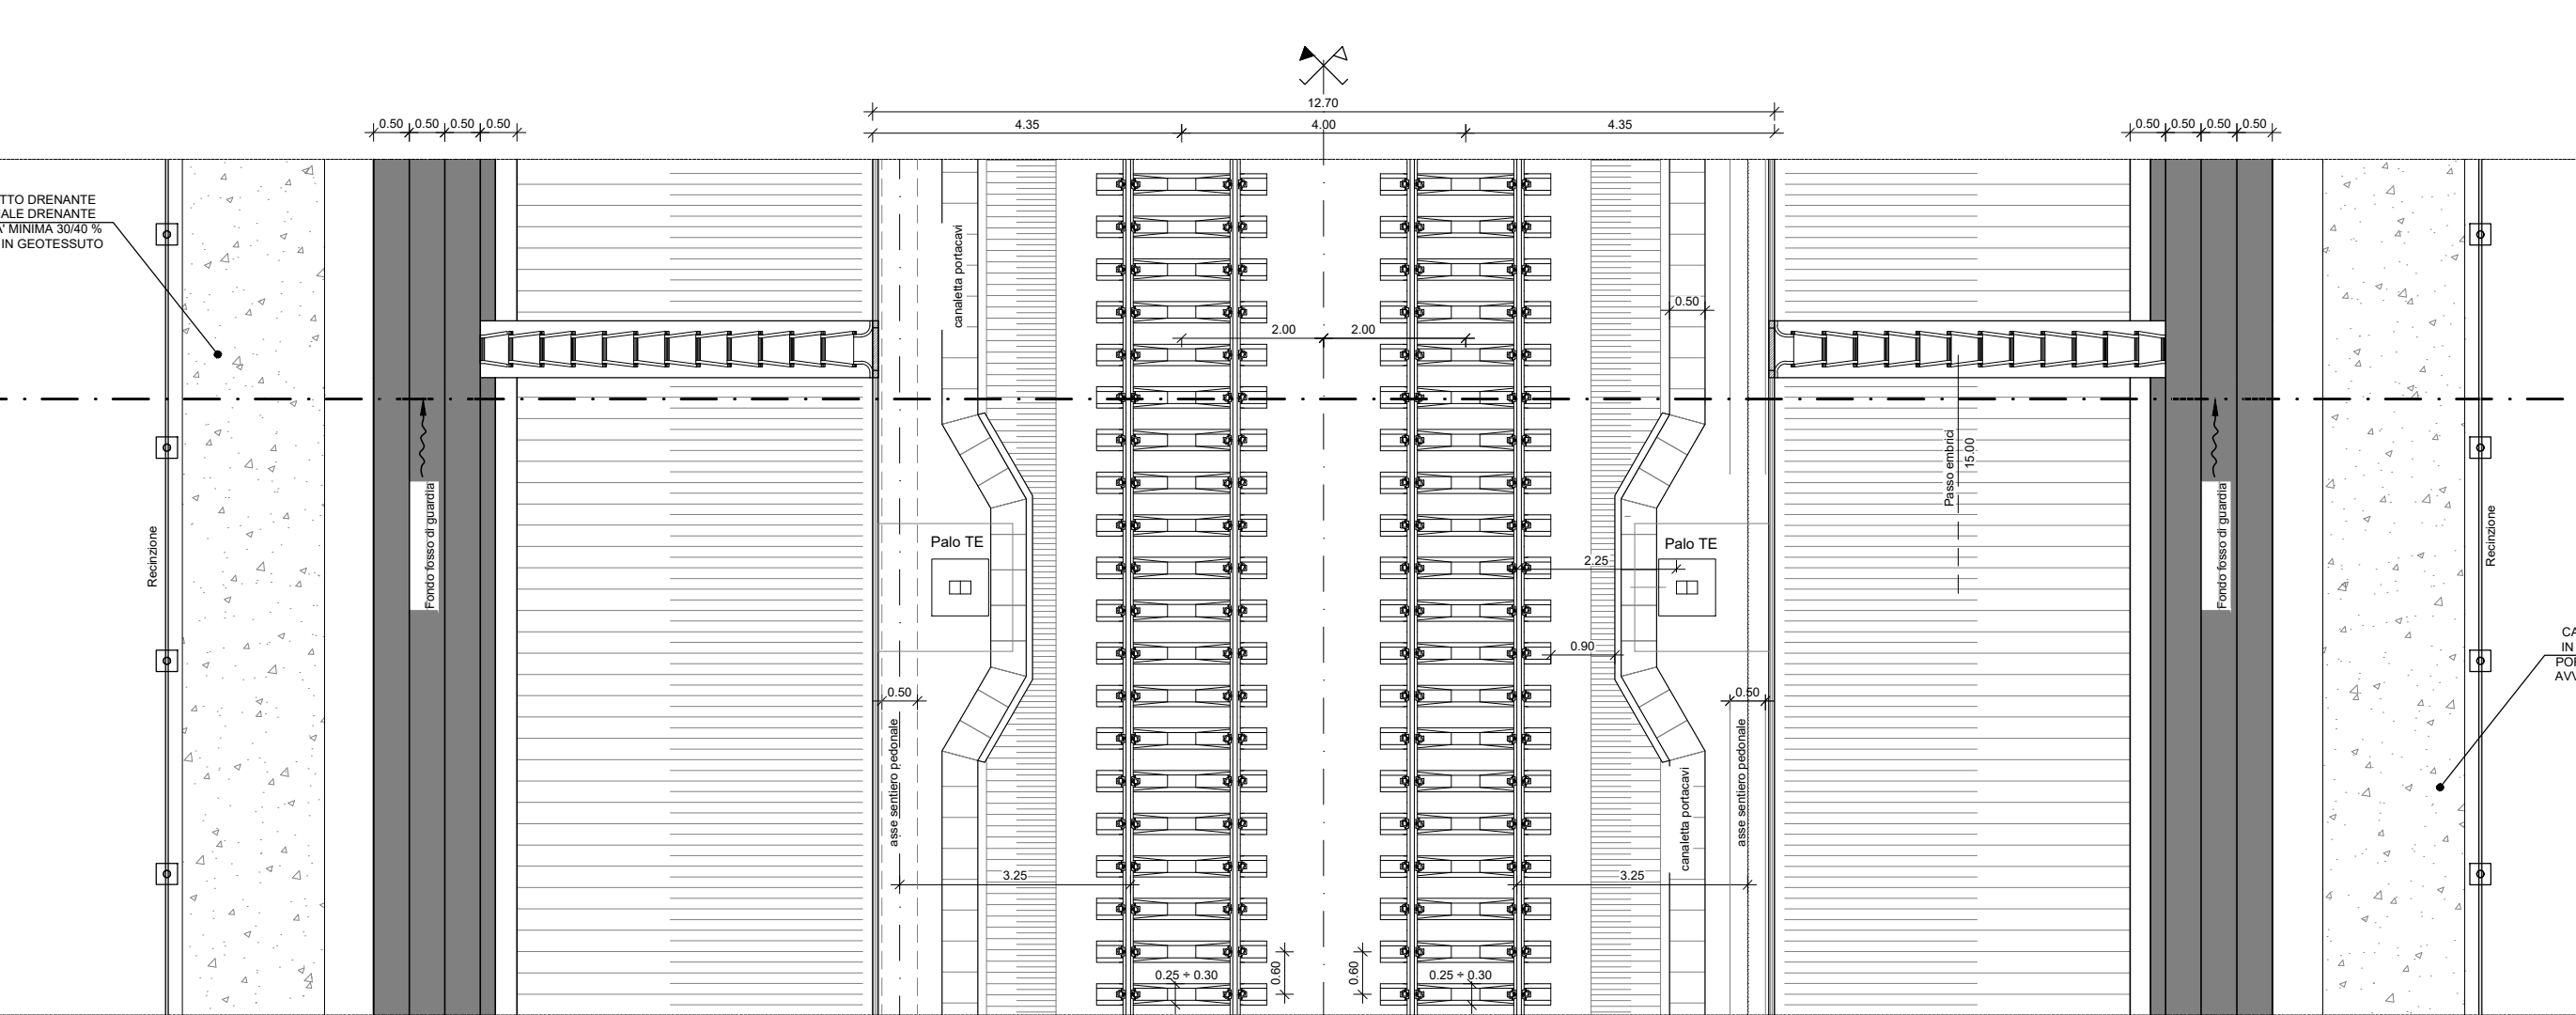 12.70
4.35
4.00
4.35
0.50
0.50
0.50
0.50
0.50
0.50
0.50
0.50
TTO DRENANTE
ALE DRENANTE
A' MINIMA 30/40 %
IN GEOTESSUTO
canaletta portacavi
0.50
2.00
2.00
Passo embrici
15.00
Recinzione
Fondo fosso di guardia
Palo TE
Palo TE
2.25
Fondo fosso di guardia
Recinzione
0.90
CA
IN
POR
AVV
0.50
0.50
asse sentiero pedonale
asse sentiero pedonale
canaletta portacavi
3.25
3.25
0.25 ÷ 0.30
0.60
0.60
0.25 ÷ 0.30